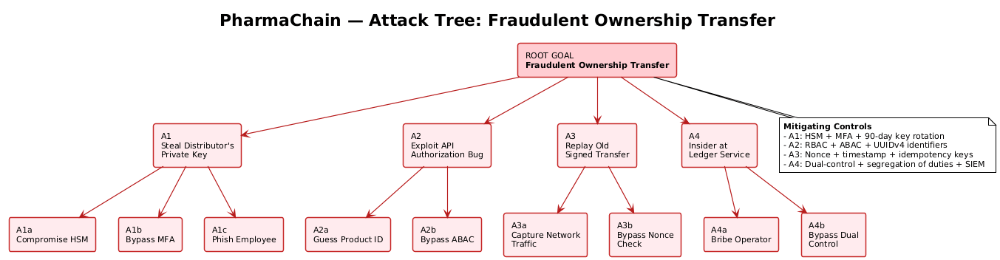 PharmaChain — Attack Tree: Fraudulent Ownership Transfer
ROOT GOAL
Fraudulent Ownership Transfer
Mitigating Controls
- A1: HSM + MFA + 90-day key rotation
- A2: RBAC + ABAC + UUIDv4 identifiers
- A3: Nonce + timestamp + idempotency keys
- A4: Dual-control + segregation of duties + SIEM
A1
Steal Distributor's
Private Key
A2
Exploit API
Authorization Bug
A3
Replay Old
Signed Transfer
A4
Insider at
Ledger Service
A1a
Compromise HSM
A1b
Bypass MFA
A1c
Phish Employee
A2a
Guess Product ID
A2b
Bypass ABAC
A3a
Capture Network
Traffic
A3b
Bypass Nonce
Check
A4a
Bribe Operator
A4b
Bypass Dual
Control